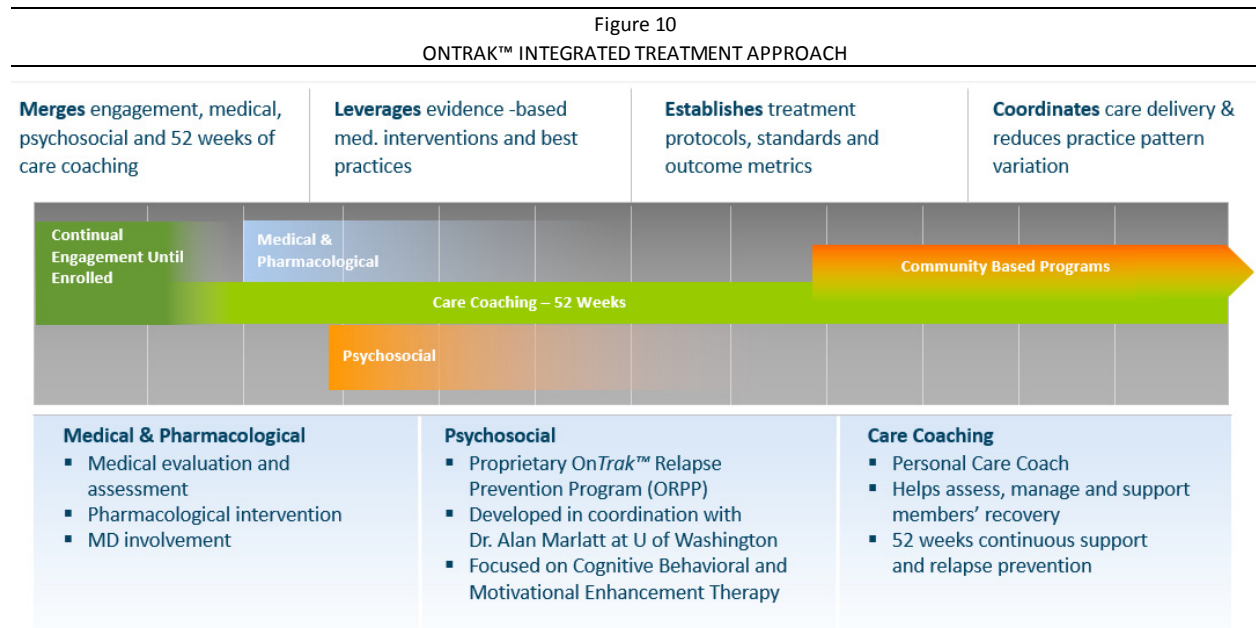 Figure 10
ONTRAK™ INTEGRATED TREATMENT APPROACH
Merges engagement, medical,
psychosocial and 52 weeks of
care coaching
Leverages evidence -based
med. interventions and best
practices
Establishes treatment
protocols, standards and
outcome metrics
Coordinates care delivery &
reduces practice pattern
variation
Continual
Engagement Until
Enrolled
Medical &
Pharmacological
Community Based Programs
Care Coaching – 52 Weeks
Psychosocial
Medical & Pharmacological
▪ Medical evaluation and
assessment
▪ Pharmacological intervention
▪ MD involvement
Psychosocial
▪ Proprietary OnTrak™ Relapse
Prevention Program (ORPP)
▪ Developed in coordination with
Dr. Alan Marlatt at U of Washington
▪ Focused on Cognitive Behavioral and
Motivational Enhancement Therapy
Care Coaching
▪ Personal Care Coach
▪ Helps assess, manage and support
members’ recovery
▪ 52 weeks continuous support
and relapse prevention